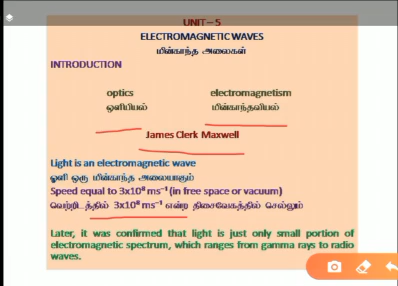 UNIT-5
ELECTROMAGNETIC WAVES
மின்காந்த அலைகள்
INTRODUCTION
optics electromagnetism
ஒளியியல் மின்காந்தவியல்
James Clerk Maxwell
Light is an electromagnetic wave
ஒளி ஒரு மின்காந்த அலையாகும்
Speed equal to 3x10⁸ ms⁻¹ (in free space or vacuum)
வெற்றிடத்தில் 3x10⁸ ms⁻¹ என்ற திசைவேகத்தில் செல்லும்
Later, it was confirmed that light is just only small portion of
electromagnetic spectrum, which ranges from gamma rays to radio
waves.